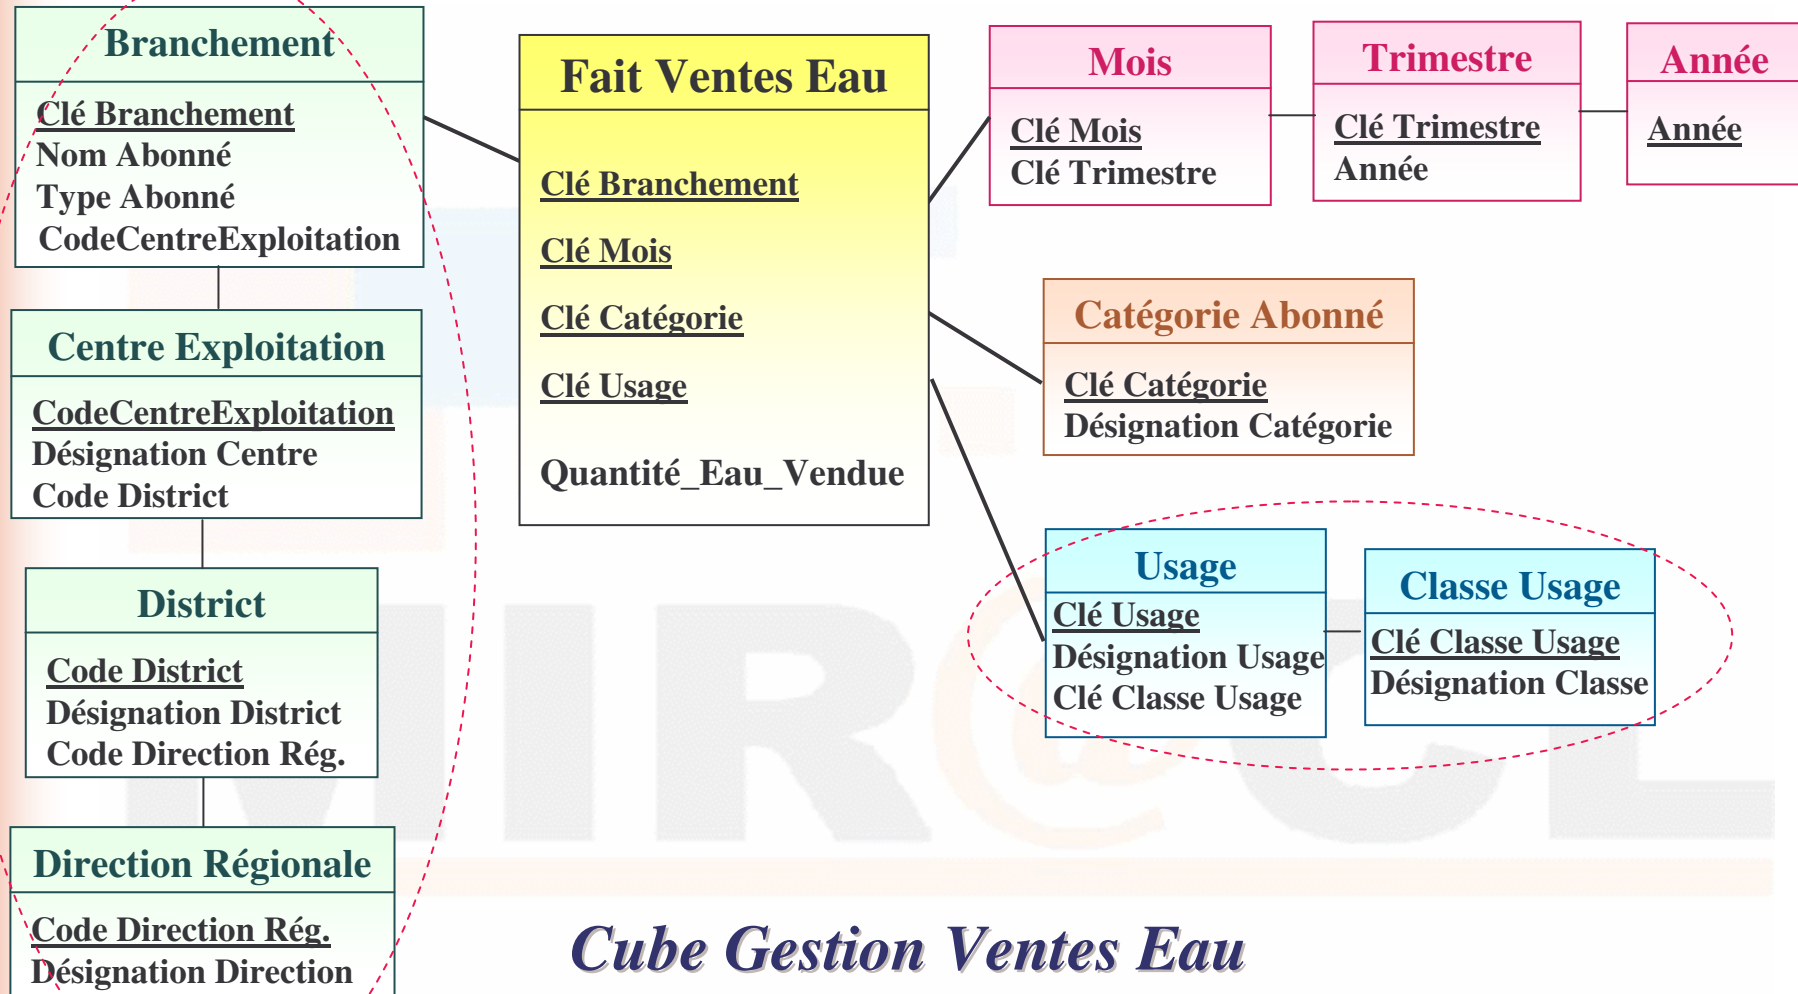 Branchement
Clé Branchement
Nom Abonné
Type Abonné
CodeCentreExploitation
Centre Exploitation
CodeCentreExploitation
Désignation Centre
Code District
District
Code District
Désignation District
Code Direction Rég.
Direction Régionale
Code Direction Rég.
Désignation Direction
Fait Ventes Eau
Clé Branchement
Clé Mois
Clé Catégorie
Clé Usage
Quantité_Eau_Vendue
Mois
Clé Mois
Clé Trimestre
Trimestre
Clé Trimestre
Année
Année
Année
Catégorie Abonné
Clé Catégorie
Désignation Catégorie
Usage
Clé Usage
Désignation Usage
Clé Classe Usage
Classe Usage
Clé Classe Usage
Désignation Classe
MIR@CL
Cube Gestion Ventes Eau